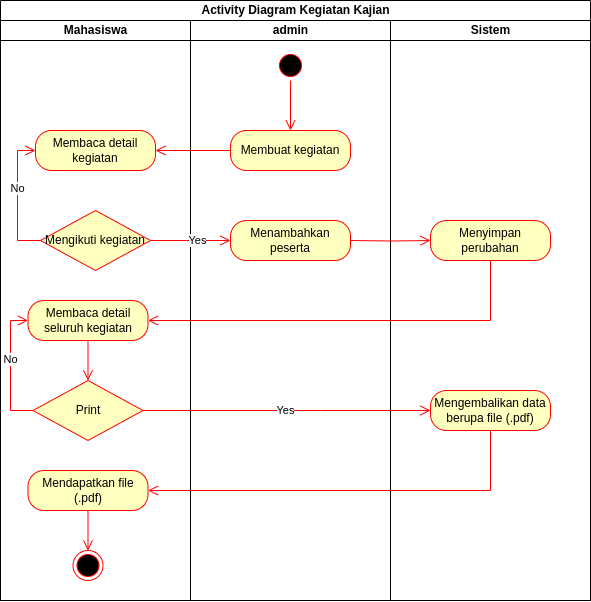 Activity Diagram Kegiatan Kajian
Mahasiswa
admin
Sistem
Membaca detail
kegiatan
Membuat kegiatan
No
Mengikuti kegiatan
Yes
Menambahkan
peserta
Menyimpan
perubahan
Membaca detail
seluruh kegiatan
No
Print
Yes
Mengembalikan data
berupa file (.pdf)
Mendapatkan file
(.pdf)